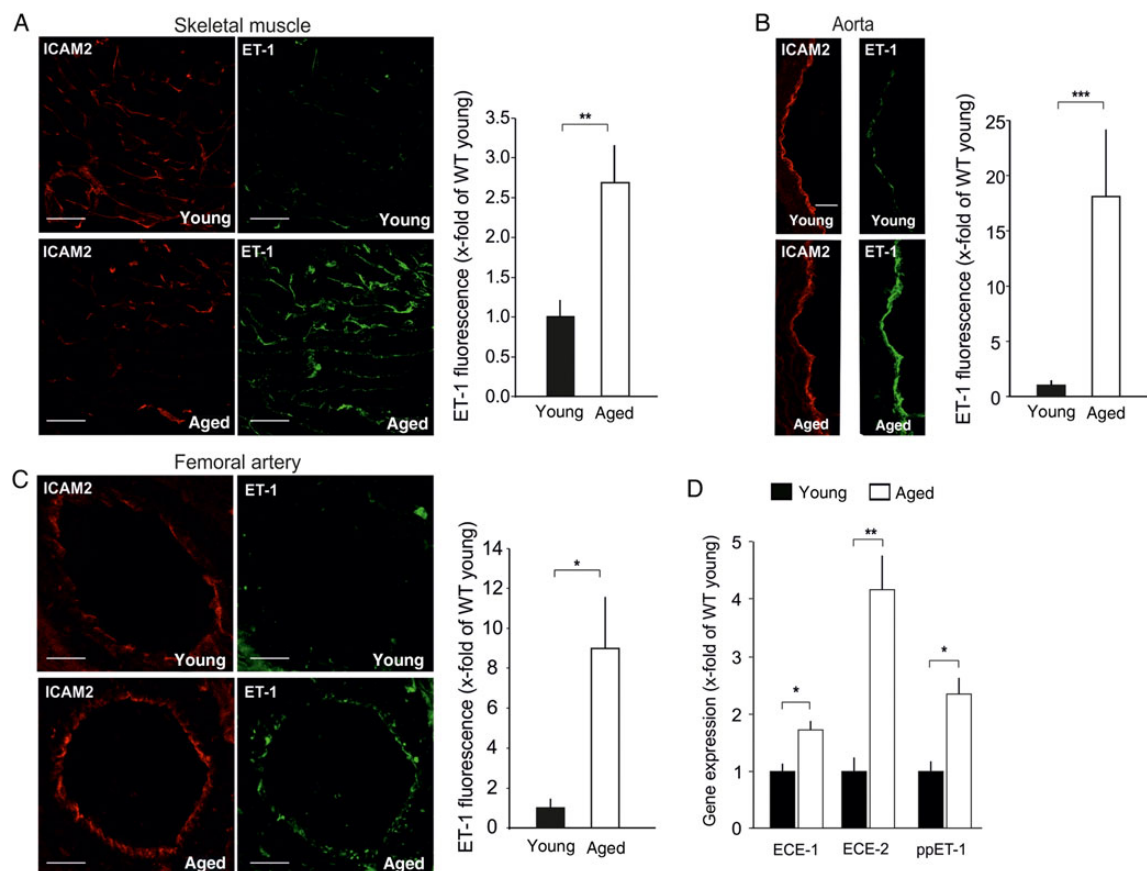 A
Skeletal muscle
ICAM2
ET-1
Young
Young
ICAM2
ET-1
Aged
Aged
ET-1 fluorescence (x-fold of WT young)
3.5
3.0
2.5
2.0
1.5
1.0
0.5
0.0
**
Young Aged
B
Aorta
ICAM2
ET-1
Young
Young
ICAM2
ET-1
Aged
Aged
ET-1 fluorescence (x-fold of WT young)
25
20
15
10
5
0
***
Young Aged
C
Femoral artery
ICAM2
ET-1
Young
Young
ICAM2
ET-1
Aged
Aged
ET-1 fluorescence (x-fold of WT young)
14
12
10
8
6
4
2
0
*
Young Aged
D
Young Aged
Gene expression (x-fold of WT young)
5
4
3
2
1
0
*
**
*
ECE-1 ECE-2 ppET-1